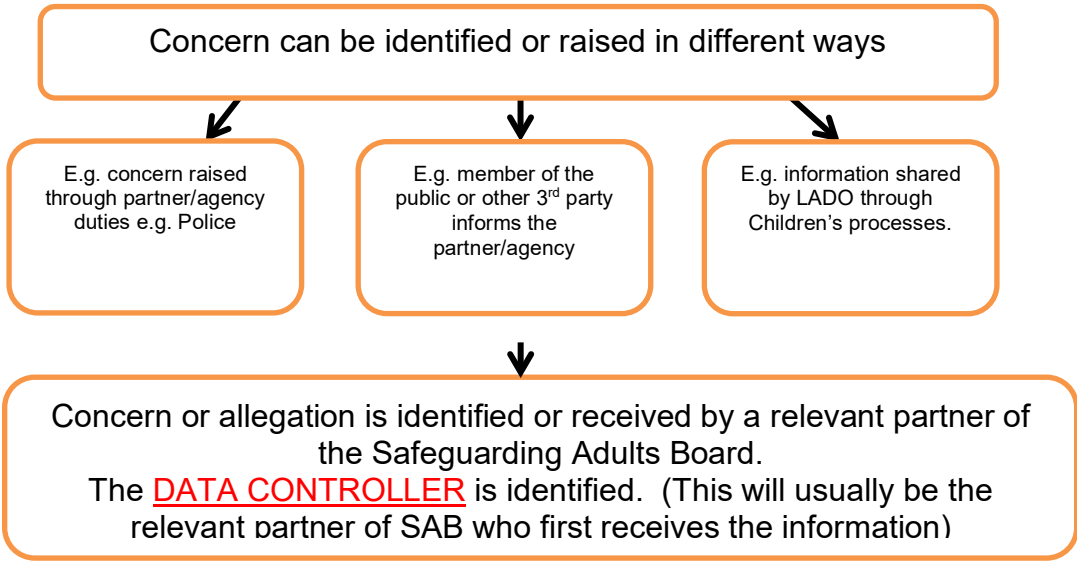 Concern can be identified or raised in different ways
E.g. concern raised
through partner/agency
duties e.g. Police
E.g. member of the
public or other 3rd party
informs the
partner/agency
E.g. information shared
by LADO through
Children’s processes.
Concern or allegation is identified or received by a relevant partner of
the Safeguarding Adults Board.
The DATA CONTROLLER is identified.  (This will usually be the
relevant partner of SAB who first receives the information)